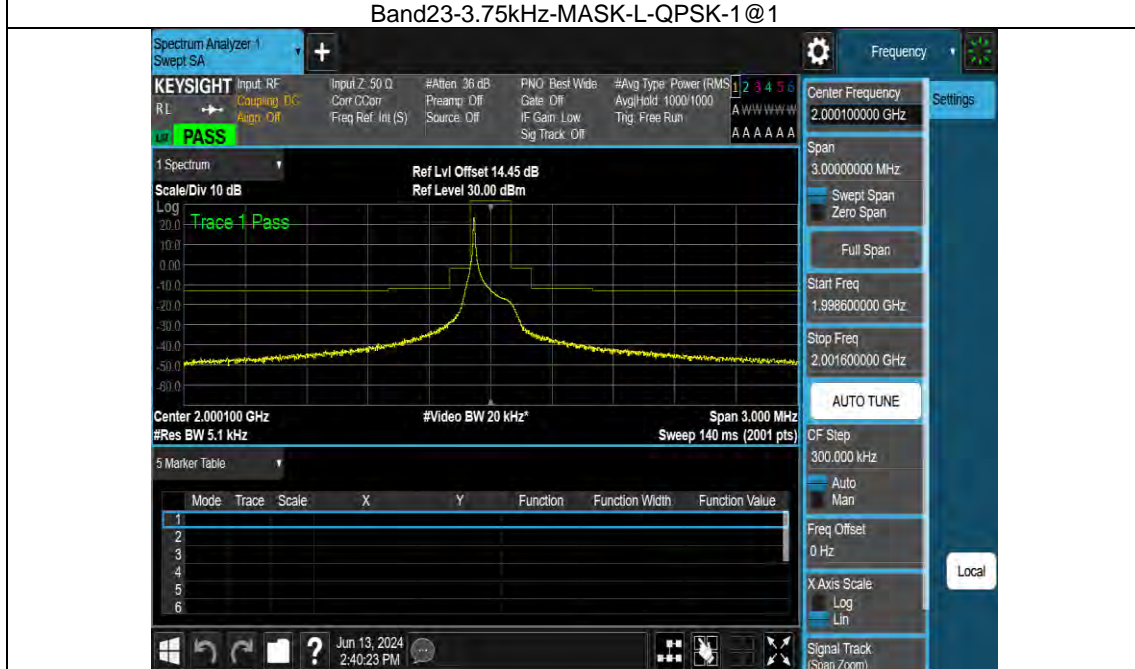 Band23-3.75kHz-MASK-L-QPSK-1@1
Spectrum Analyzer 1
Swept SA
+
Frequency
KEYSIGHT
RL
LXI
PASS
Input: RF
Coupling: DC
Align: Off
Input Z: 50 Ω
Corr CCorr
Freq Ref: Int (S)
#Atten: 36 dB
Preamp: Off
Source: Off
PNO: Best Wide
Gate: Off
IF Gain: Low
Sig Track: Off
#Avg Type: Power (RMS
Avg|Hold: 1000/1000
Trig: Free Run
1 2 3 4 5 6
A W W W W W
A A A A A A
Center Frequency
2.000100000 GHz
Settings
Span
3.00000000 MHz
Swept Span
Zero Span
Full Span
Start Freq
1.998600000 GHz
Stop Freq
2.001600000 GHz
AUTO TUNE
CF Step
300.000 kHz
Auto
Man
Freq Offset
0 Hz
X Axis Scale
Log
Lin
Signal Track
(Span Zoom)
Local
1 Spectrum
Scale/Div 10 dB
Ref Lvl Offset 14.45 dB
Ref Level 30.00 dBm
Log
Trace 1 Pass
20.0
10.0
0.00
-10.0
-20.0
-30.0
-40.0
-50.0
-60.0
Center 2.000100 GHz
#Video BW 20 kHz*
Span 3.000 MHz
#Res BW 5.1 kHz
Sweep 140 ms (2001 pts)
5 Marker Table
Mode Trace Scale X Y Function Function Width Function Value
1
2
3
4
5
6
?
Jun 13, 2024
2:40:23 PM